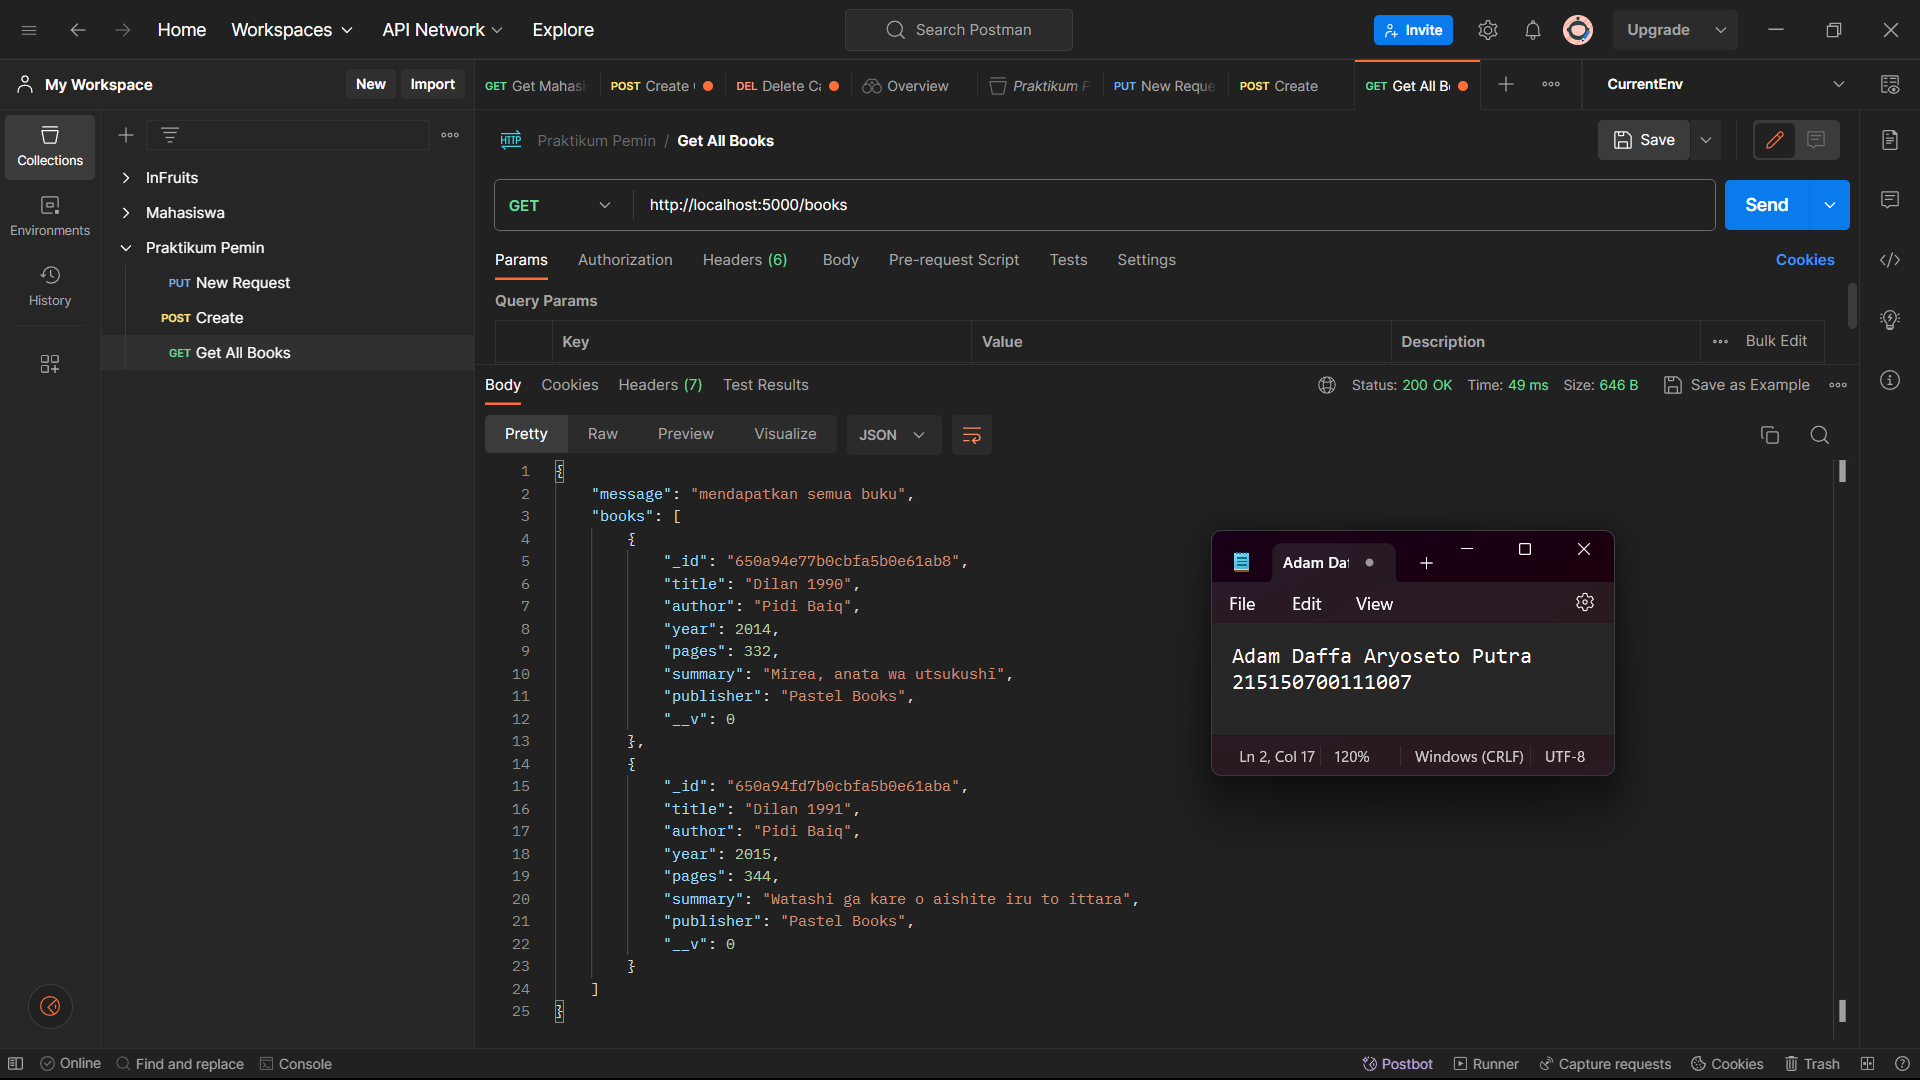 Home Workspaces API Network Explore Search Postman Invite Upgrade
My Workspace New Import
GET Get Mahasi POST Create DEL Delete Ca Overview Praktikum P PUT New Reque POST Create GET Get All B CurrentEnv
Collections
Environments
History
InFruits
Mahasiswa
Praktikum Pemin
PUT New Request
POST Create
GET Get All Books
HTTP Praktikum Pemin / Get All Books Save
GET http://localhost:5000/books Send
Params Authorization Headers (6) Body Pre-request Script Tests Settings Cookies
Query Params
Key Value Description Bulk Edit
Body Cookies Headers (7) Test Results Status: 200 OK Time: 49 ms Size: 646 B Save as Example
Pretty Raw Preview Visualize JSON
1 {
2 "message": "mendapatkan semua buku",
3 "books": [
4 {
5 "_id": "650a94e77b0cbfa5b0e61ab8",
6 "title": "Dilan 1990",
7 "author": "Pidi Baiq",
8 "year": 2014,
9 "pages": 332,
10 "summary": "Mirea, anata wa utsukushī",
11 "publisher": "Pastel Books",
12 "__v": 0
13 },
14 {
15 "_id": "650a94fd7b0cbfa5b0e61aba",
16 "title": "Dilan 1991",
17 "author": "Pidi Baiq",
18 "year": 2015,
19 "pages": 344,
20 "summary": "Watashi ga kare o aishite iru to ittara",
21 "publisher": "Pastel Books",
22 "__v": 0
23 }
24 ]
25 }
Adam Daf
File Edit View
Adam Daffa Aryoseto Putra
215150700111007
Ln 2, Col 17 120% Windows (CRLF) UTF-8
Online Find and replace Console Postbot Runner Capture requests Cookies Trash